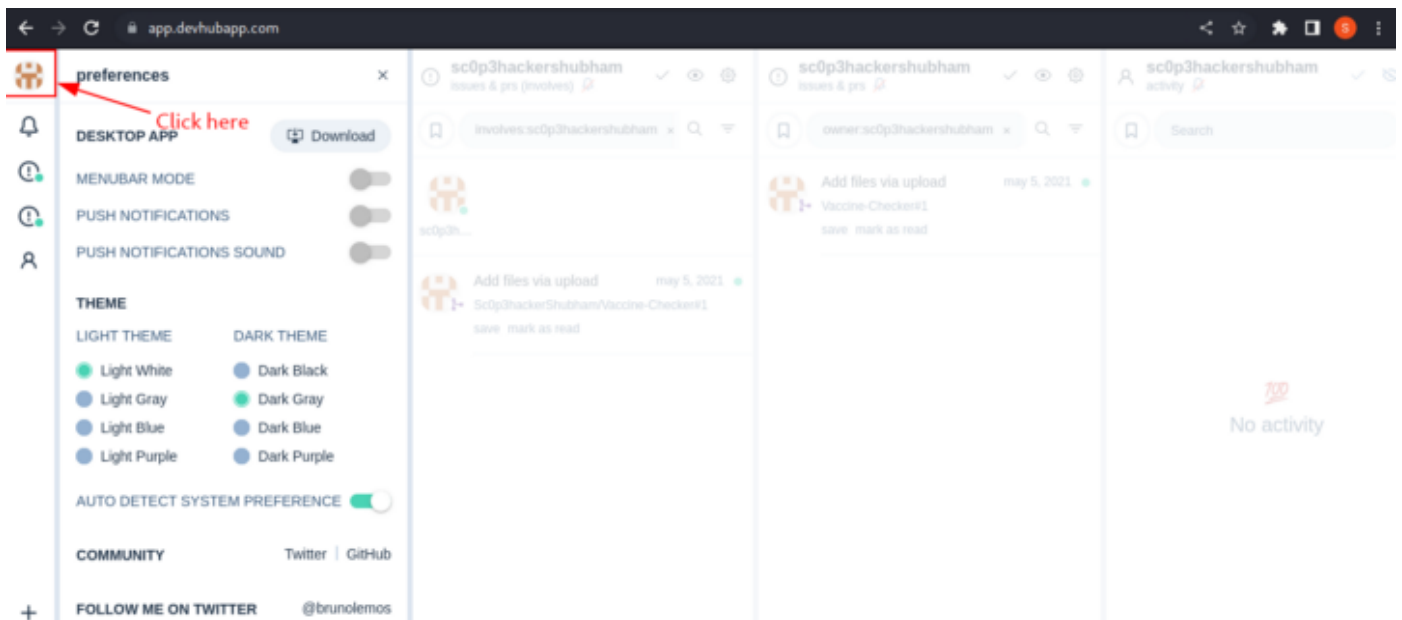 app.devhubapp.com
S
preferences
×
Click here
DESKTOP APP
Download
MENUBAR MODE
PUSH NOTIFICATIONS
PUSH NOTIFICATIONS SOUND
THEME
LIGHT THEME
DARK THEME
Light White
Dark Black
Light Gray
Dark Gray
Light Blue
Dark Blue
Light Purple
Dark Purple
AUTO DETECT SYSTEM PREFERENCE
COMMUNITY
Twitter | GitHub
FOLLOW ME ON TWITTER
@brunolemos
sc0p3hackershubham
issues & prs (involves)
involves:sc0p3hackershubham ×
sc0p3h...
Add files via upload
may 5, 2021
Sc0p3hackerShubham/Vaccine-Checker#1
save mark as read
sc0p3hackershubham
issues & prs
owner:sc0p3hackershubham ×
Add files via upload
may 5, 2021
Vaccine-Checker#1
save mark as read
sc0p3hackershubham
activity
Search
💯
No activity